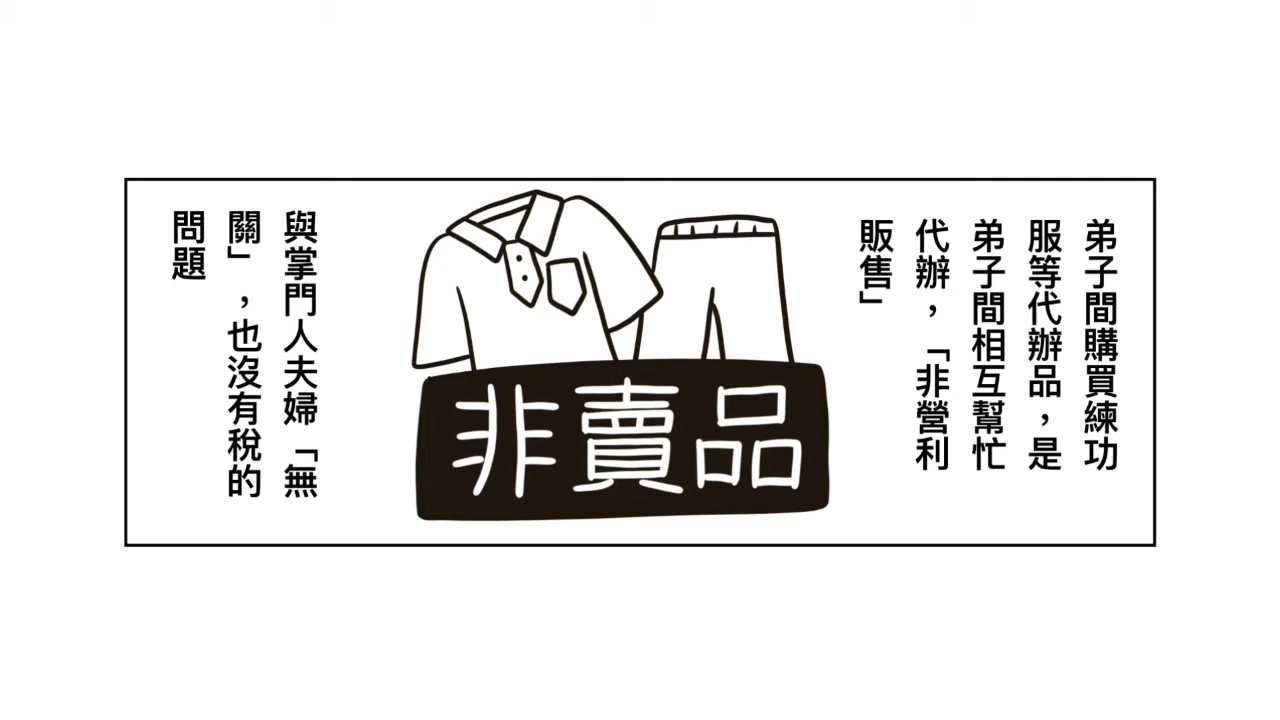 弟子間購買練功
服等代辦品，是
弟子間相互幫忙
代辦，「非營利
販售」
非賣品
與掌門人夫婦「無
關」，也沒有稅的
問題